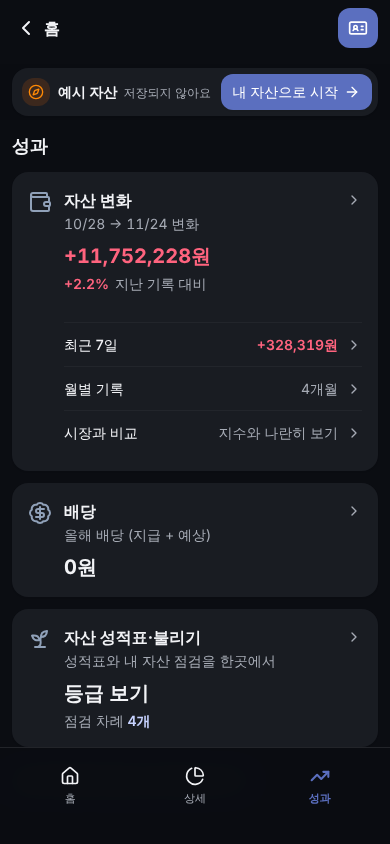 홈
예시 자산 저장되지 않아요 내 자산으로 시작 →
성과
자산 변화
10/28 → 11/24 변화
+11,752,228원
+2.2% 지난 기록 대비
최근 7일 +328,319원
월별 기록 4개월
시장과 비교 지수와 나란히 보기
배당
올해 배당 (지급 + 예상)
0원
자산 성적표·불리기
성적표와 내 자산 점검을 한곳에서
등급 보기
점검 차례 4개
홈 상세 성과